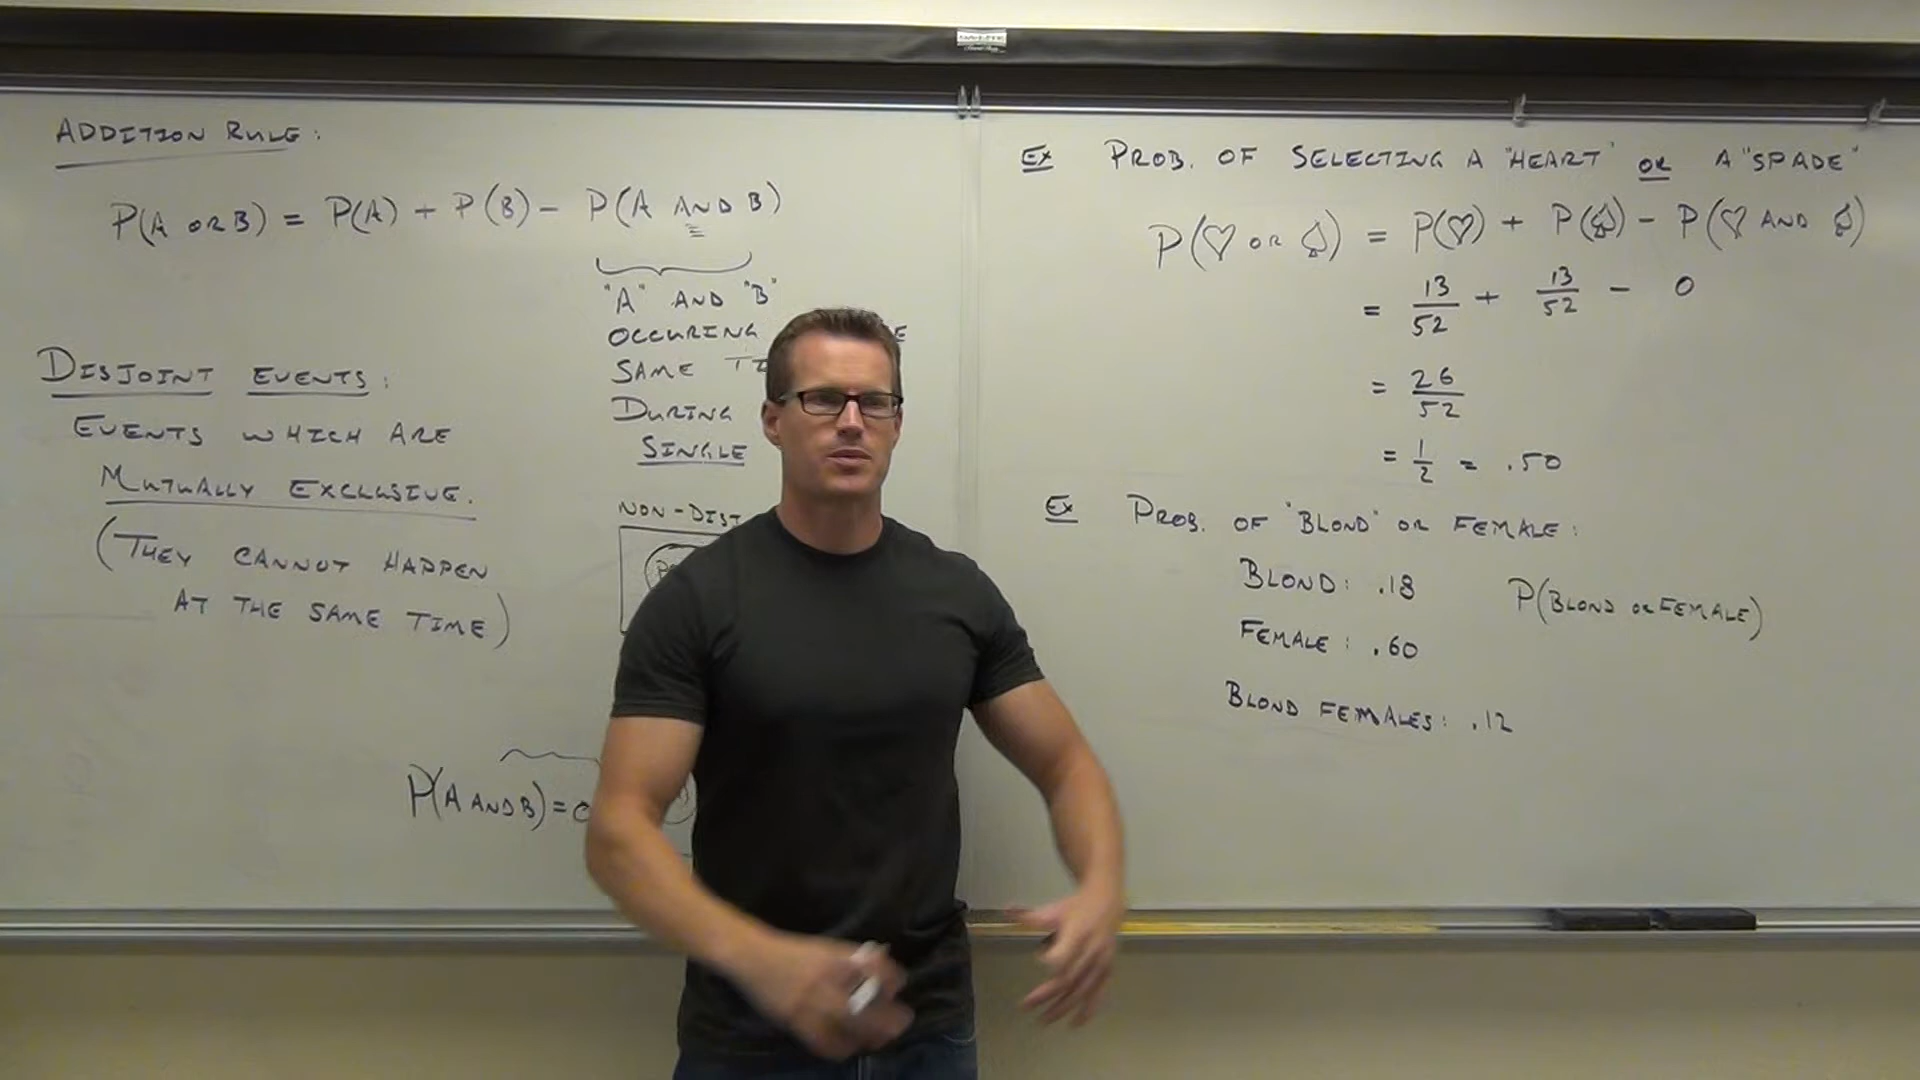 ADDITION RULE:
P(A OR B) = P(A) + P(B) - P(A AND B)
"A" AND "B"
OCCURING
SAME
DURING
SINGLE
DISJOINT EVENTS:
EVENTS WHICH ARE
MUTUALLY EXCLUSIVE.
(THEY CANNOT HAPPEN
AT THE SAME TIME)
P(A AND B) = 0
EX PROB. OF SELECTING A "HEART" OR A "SPADE"
P(♡ OR ♤) = P(♡) + P(♤) - P(♡ AND ♤)
= 13/52 + 13/52 - 0
= 26/52
= 1/2 = .50
EX PROB. OF "BLOND" OR FEMALE:
BLOND: .18
P(BLOND OR FEMALE)
FEMALE: .60
BLOND FEMALES: .12